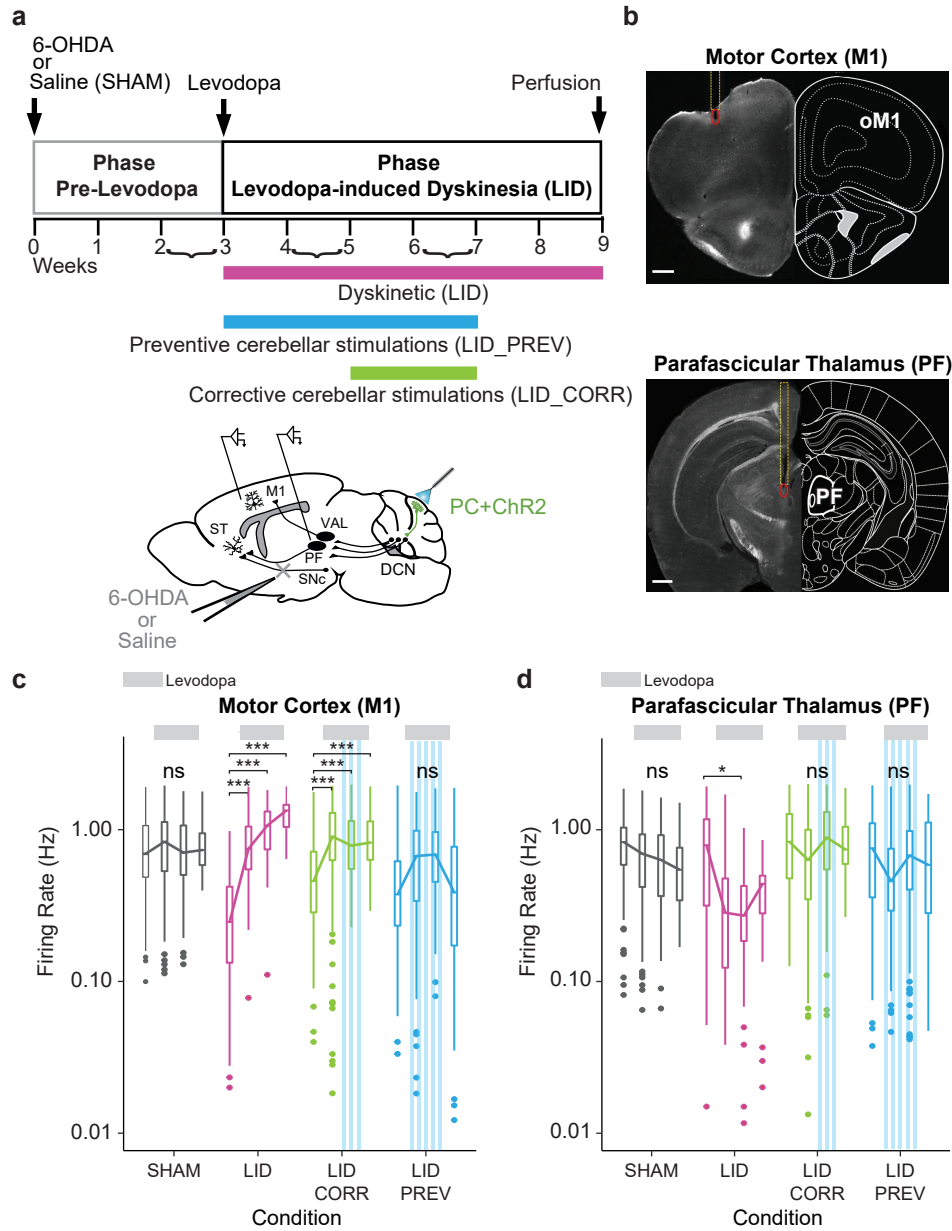 a
6-OHDA
or
Saline (SHAM)
Levodopa
Perfusion
Phase
Pre-Levodopa
Phase
Levodopa-induced Dyskinesia (LID)
0 1 2 3 4 5 6 7 8 9
Weeks
Dyskinetic (LID)
Preventive cerebellar stimulations (LID_PREV)
Corrective cerebellar stimulations (LID_CORR)
M1
ST
VAL
PF
SNc
DCN
PC+ChR2
6-OHDA
or
Saline
b
Motor Cortex (M1)
oM1
Parafascicular Thalamus (PF)
PF
c
Levodopa
Motor Cortex (M1)
ns
***
***
***
***
***
***
ns
Firing Rate (Hz)
1.00
0.10
0.01
SHAM
LID
LID
CORR
LID
PREV
Condition
d
Levodopa
Parafascicular Thalamus (PF)
ns
*
ns
ns
Firing Rate (Hz)
1.00
0.10
0.01
SHAM
LID
LID
CORR
LID
PREV
Condition